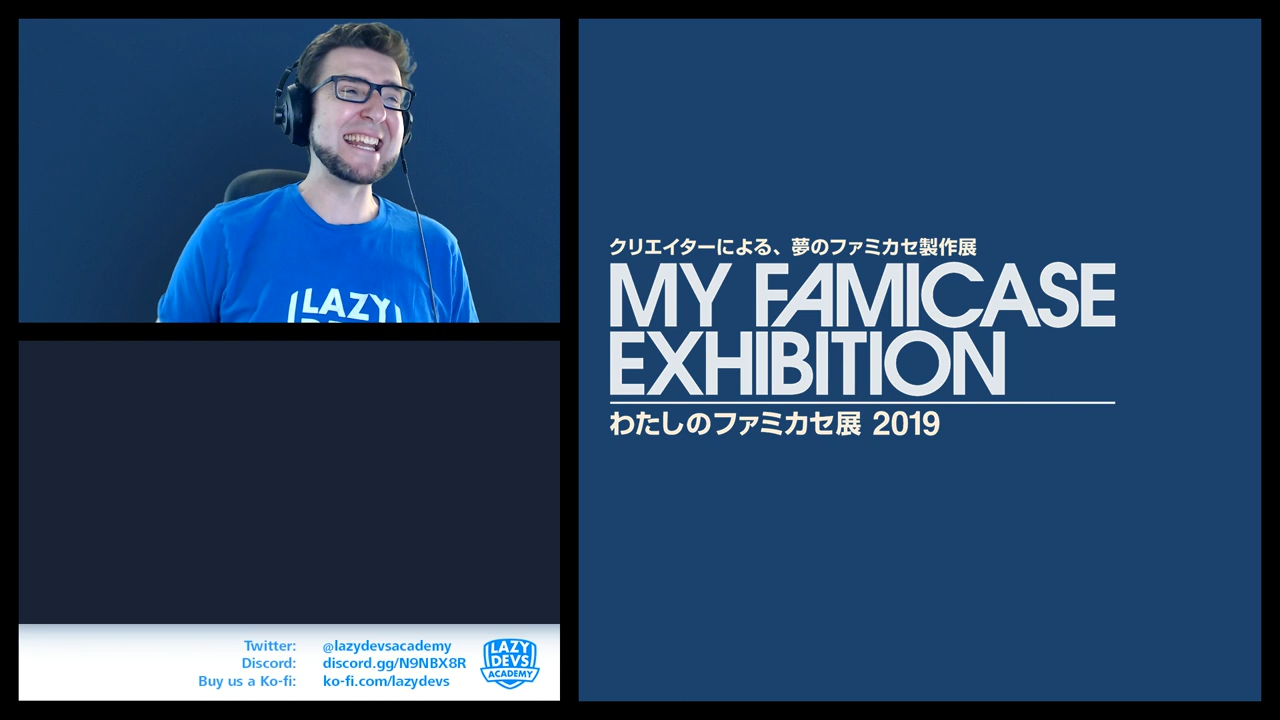 LAZY
クリエイターによる、夢のファミカセ製作展
MY FAMICASE
EXHIBITION
わたしのファミカセ展 2019
Twitter: @lazydevsacademy
Discord: discord.gg/N9NBX8R
Buy us a Ko-fi: ko-fi.com/lazydevs
LAZY
DEVS
ACADEMY